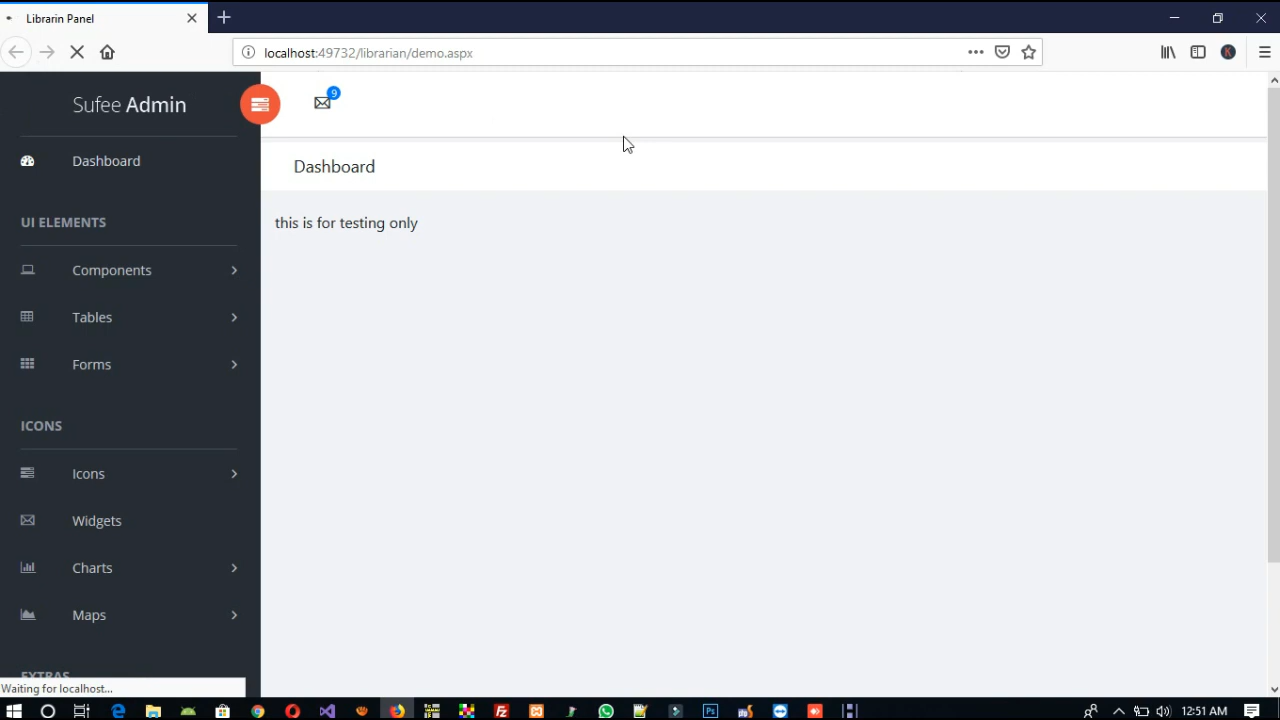 Librarin Panel
localhost:49732/librarian/demo.aspx
Sufee Admin
9
Dashboard
Dashboard
this is for testing only
UI ELEMENTS
Components
Tables
Forms
ICONS
Icons
Widgets
Charts
Maps
EXTRAS
Waiting for localhost...
12:51 AM